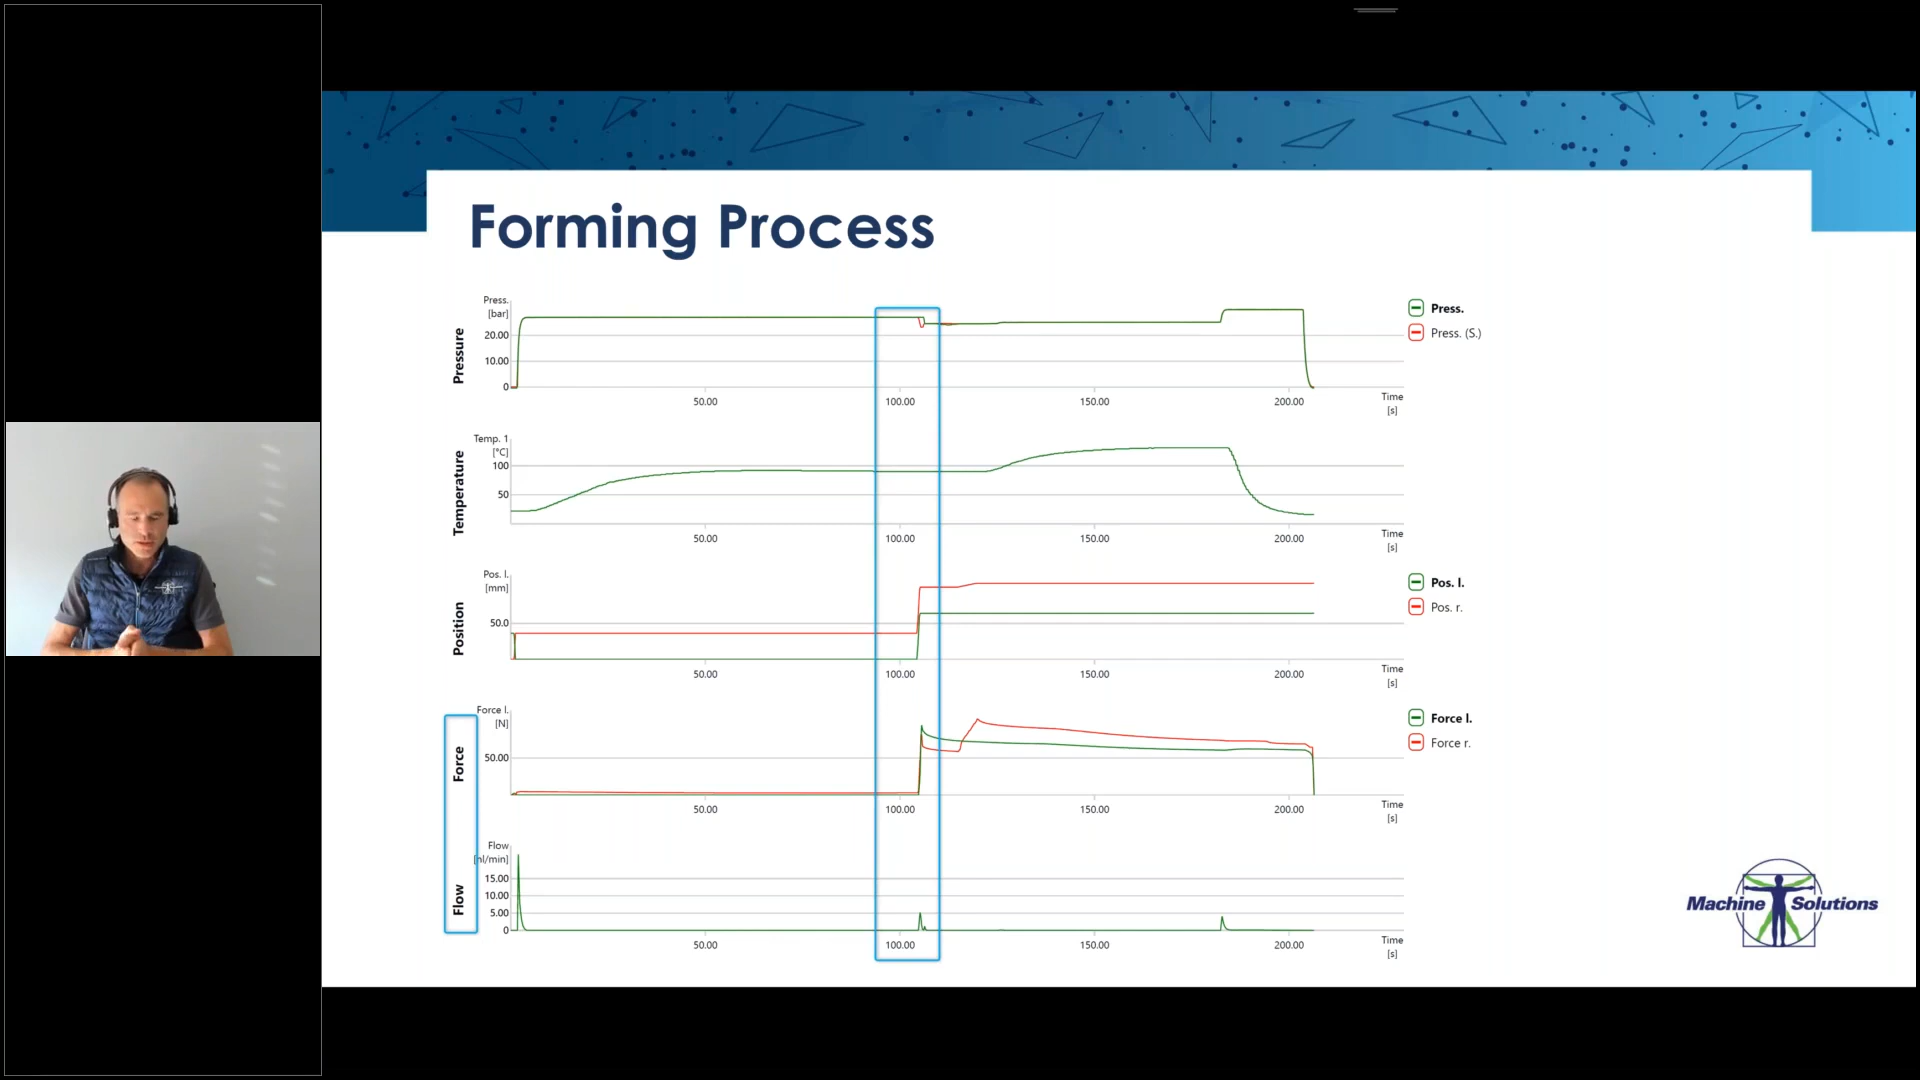 Forming Process
Press.
[bar]
Pressure
20.00
10.00
0
50.00
100.00
150.00
200.00
Time
[s]
Press.
Press. (S.)
Temp. 1
[°C]
Temperature
100
50
50.00
100.00
150.00
200.00
Time
[s]
Pos. l.
[mm]
Position
50.0
50.00
100.00
150.00
200.00
Time
[s]
Pos. l.
Pos. r.
Force l.
[N]
Force
50.00
50.00
100.00
150.00
200.00
Time
[s]
Force l.
Force r.
Flow
[nl/min]
Flow
15.00
10.00
5.00
0
50.00
100.00
150.00
200.00
Time
[s]
Machine Solutions